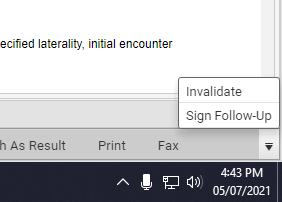 ecified laterality, initial encounter
Invalidate
Sign Follow-Up
h As Result Print Fax
4:43 PM
05/07/2021